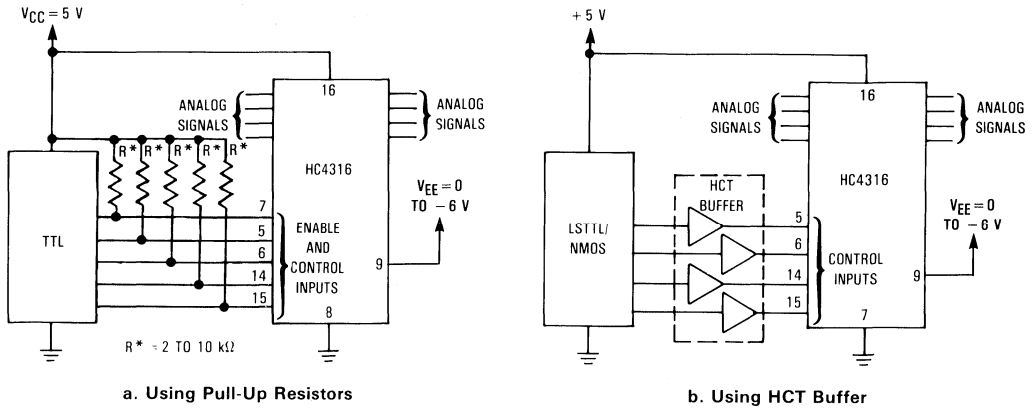 VCC = 5 V
16
ANALOG
SIGNALS
ANALOG
SIGNALS
R* R* R* R* R*
HC4316
VEE = 0
TO − 6 V
TTL
7
5
6
14
15
ENABLE
AND
CONTROL
INPUTS
9
8
R* = 2 TO 10 kΩ
a. Using Pull-Up Resistors
+ 5 V
16
ANALOG
SIGNALS
ANALOG
SIGNALS
HC4316
HCT
BUFFER
VEE = 0
TO − 6 V
LSTTL/
NMOS
5
6
14
15
CONTROL
INPUTS
9
7
b. Using HCT Buffer